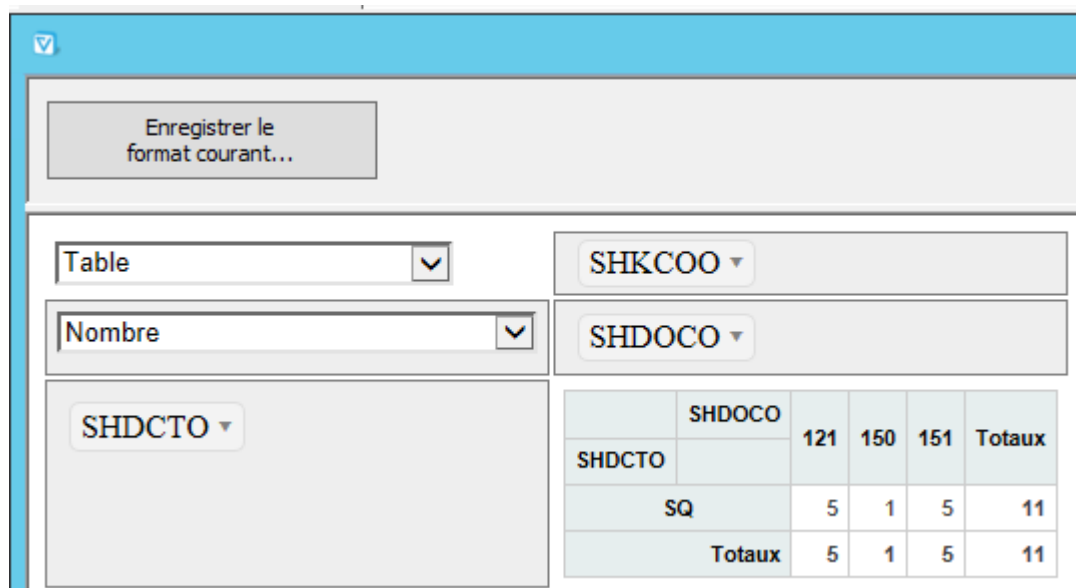 Enregistrer le
format courant...
Table
SHKCOO
Nombre
SHDOCO
SHDCTO
SHDOCO 121 150 151 Totaux
SHDCTO
SQ 5 1 5 11
Totaux 5 1 5 11